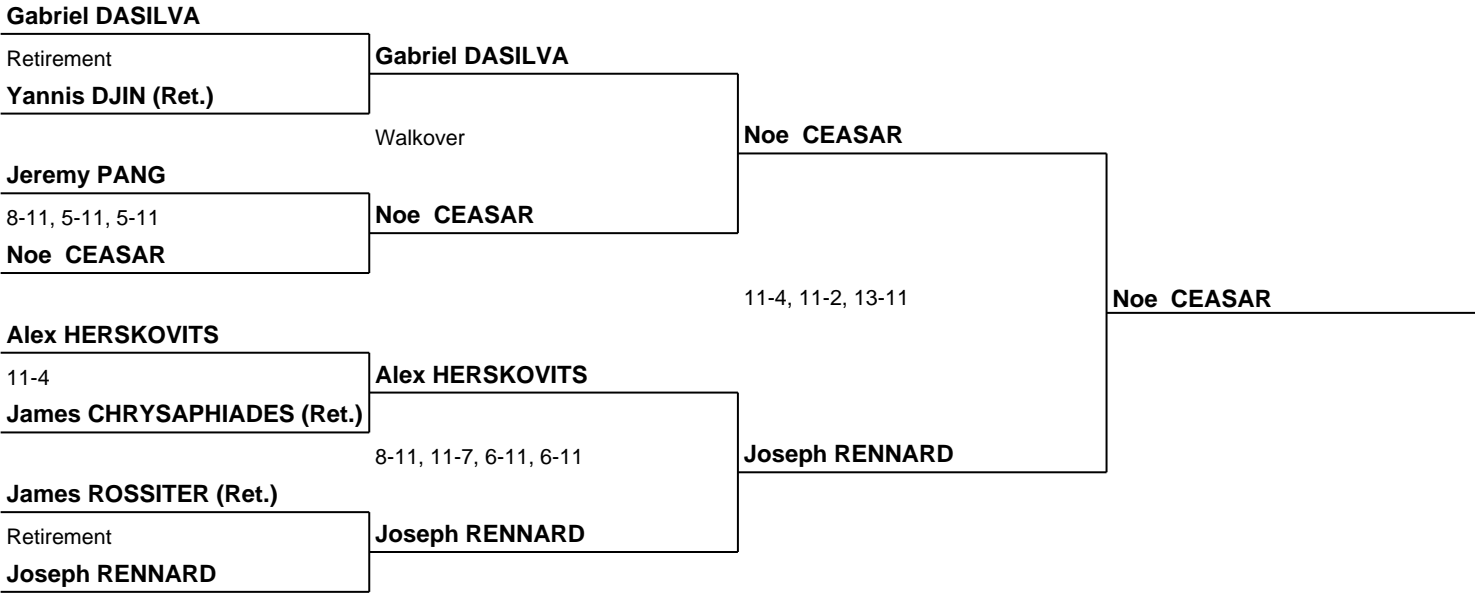 Gabriel DASILVA
Retirement
Gabriel DASILVA
Yannis DJIN (Ret.)
Walkover
Noe  CEASAR
Jeremy PANG
8-11, 5-11, 5-11
Noe  CEASAR
Noe  CEASAR
11-4, 11-2, 13-11
Noe  CEASAR
Alex HERSKOVITS
11-4
Alex HERSKOVITS
James CHRYSAPHIADES (Ret.)
8-11, 11-7, 6-11, 6-11
Joseph RENNARD
James ROSSITER (Ret.)
Retirement
Joseph RENNARD
Joseph RENNARD